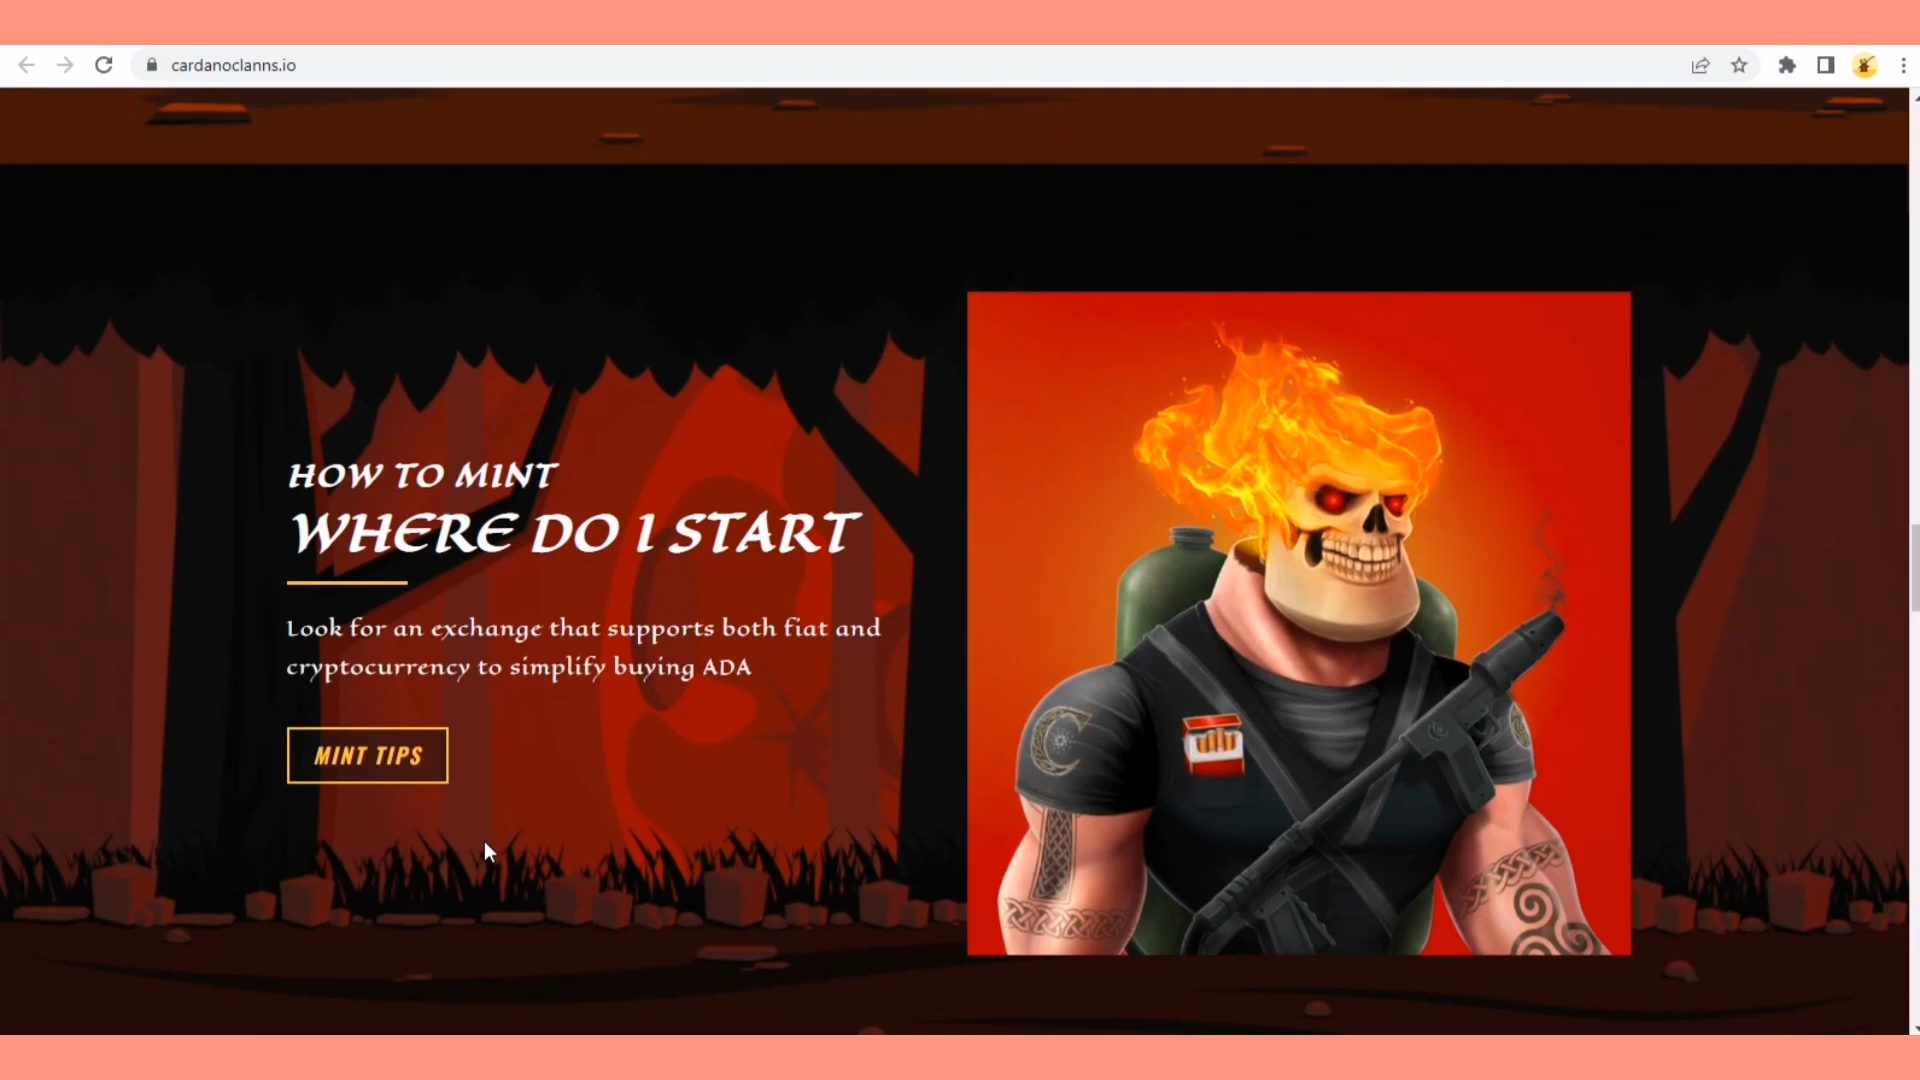 cardanoclanns.io
HOW TO MINT
WHERE DO I START
Look for an exchange that supports both fiat and
cryptocurrency to simplify buying ADA
MINT TIPS